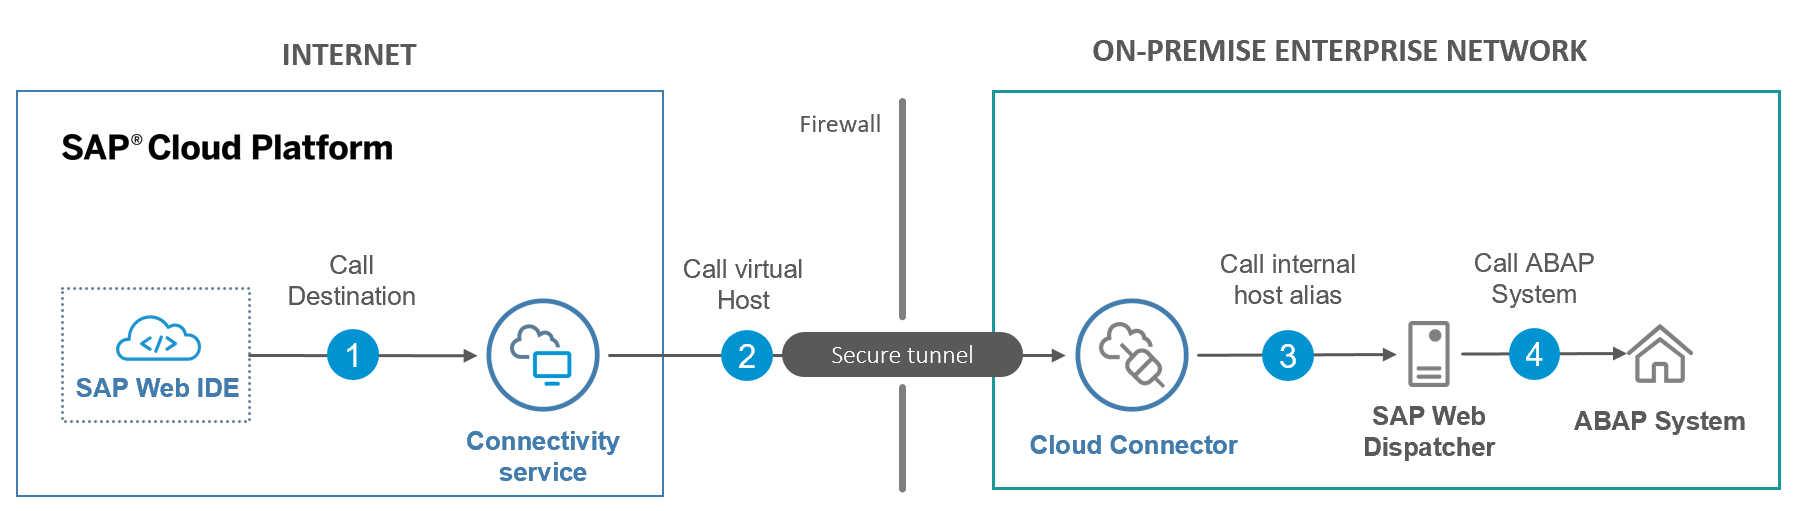 INTERNET
ON-PREMISE ENTERPRISE NETWORK
SAP® Cloud Platform
Firewall
Call
Destination
1
</>
SAP Web IDE
Connectivity
service
Call virtual
Host
2
Secure tunnel
Cloud Connector
Call internal
host alias
3
SAP Web
Dispatcher
Call ABAP
System
4
ABAP System